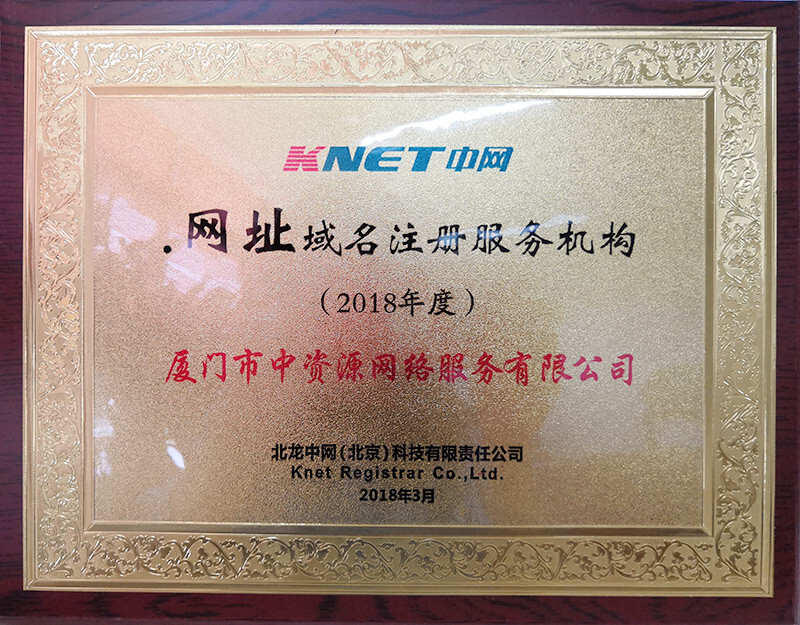 KNET中网
.网址域名注册服务机构
（2018年度）
厦门市中资源网络服务有限公司
北龙中网（北京）科技有限责任公司
Knet Registrar Co.,Ltd.
2018年3月